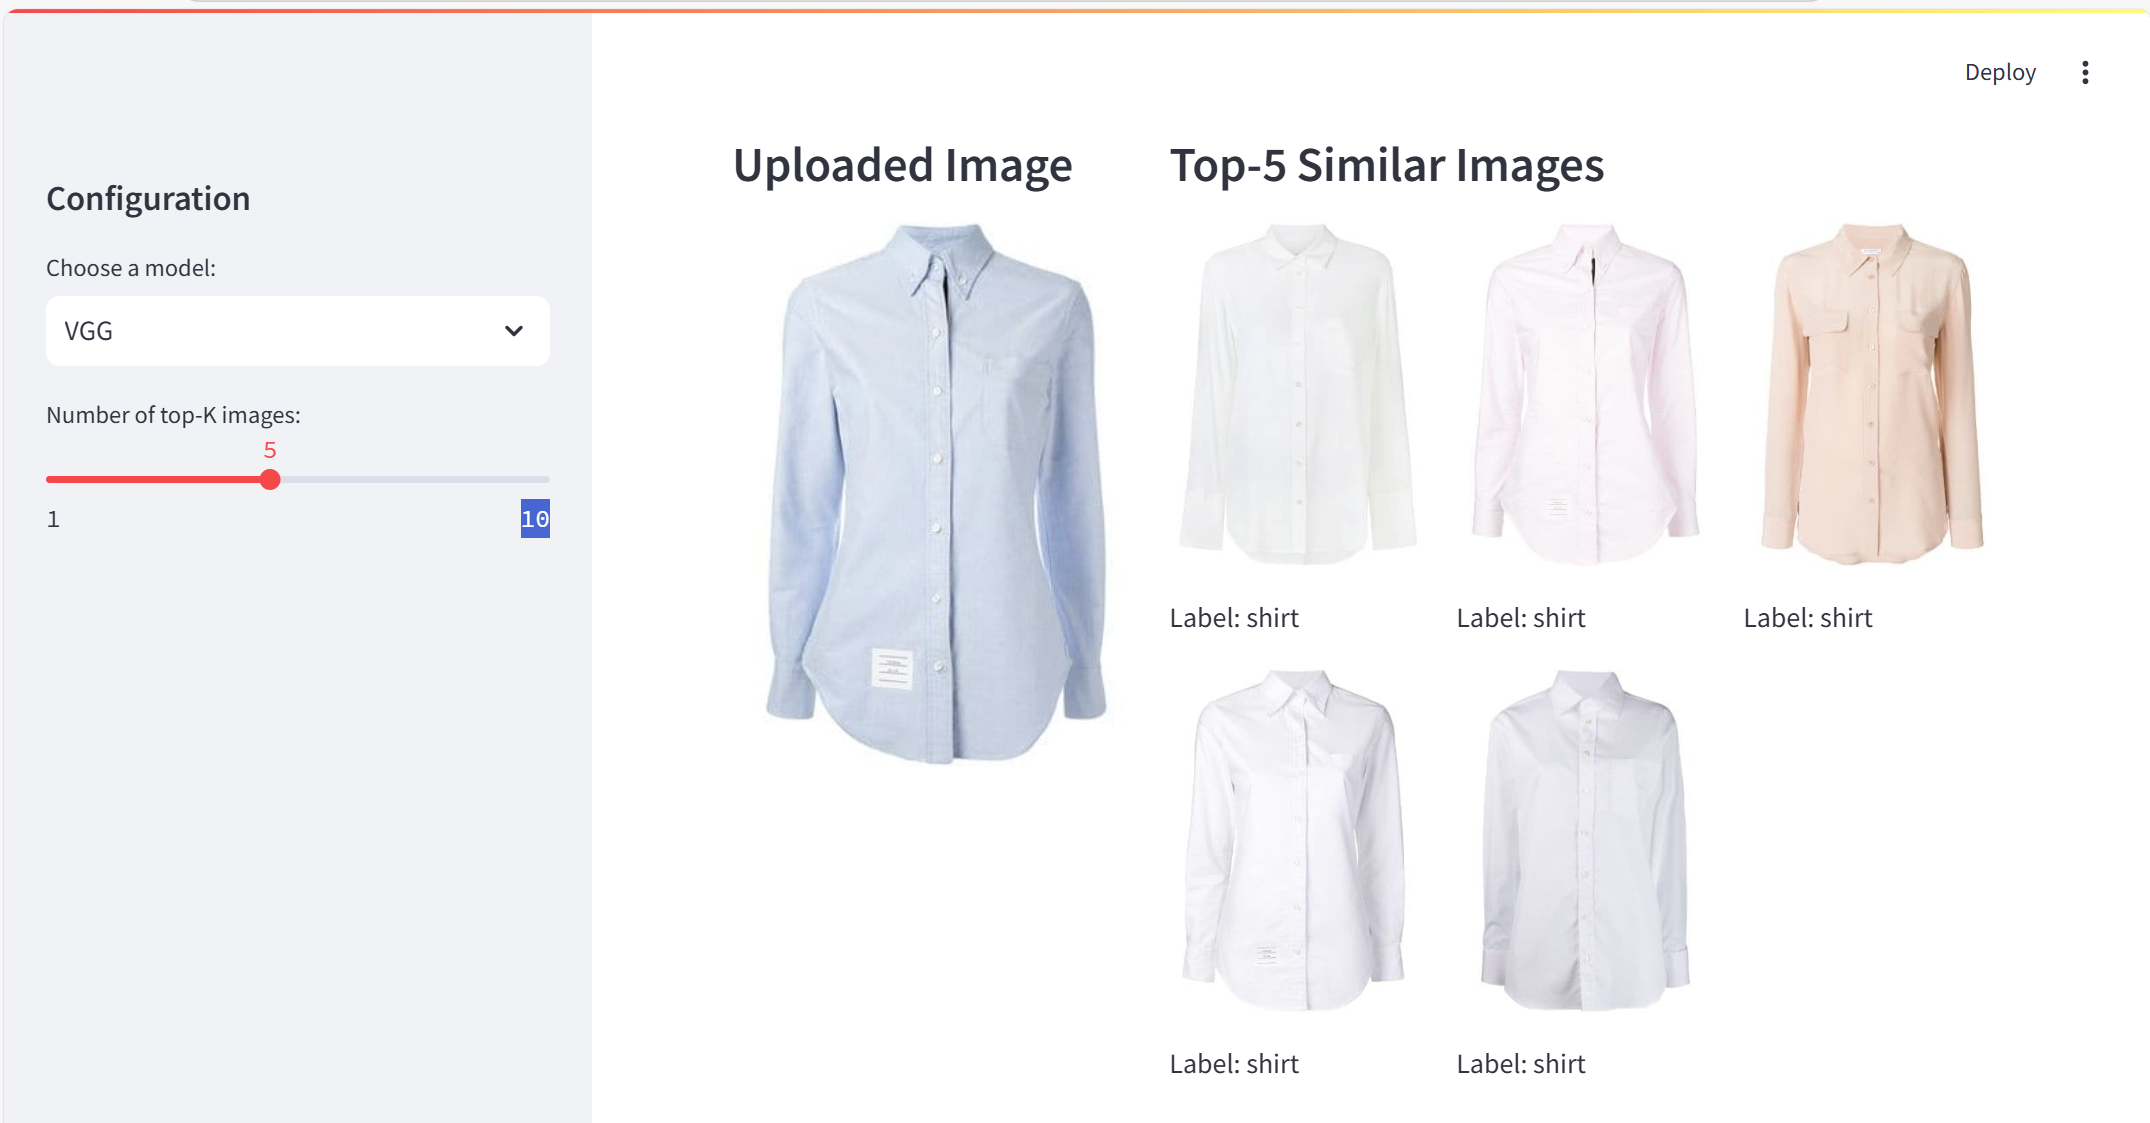 Deploy
Configuration
Choose a model:
VGG
Number of top-K images:
5
1
10
Uploaded Image
Top-5 Similar Images
Label: shirt
Label: shirt
Label: shirt
Label: shirt
Label: shirt